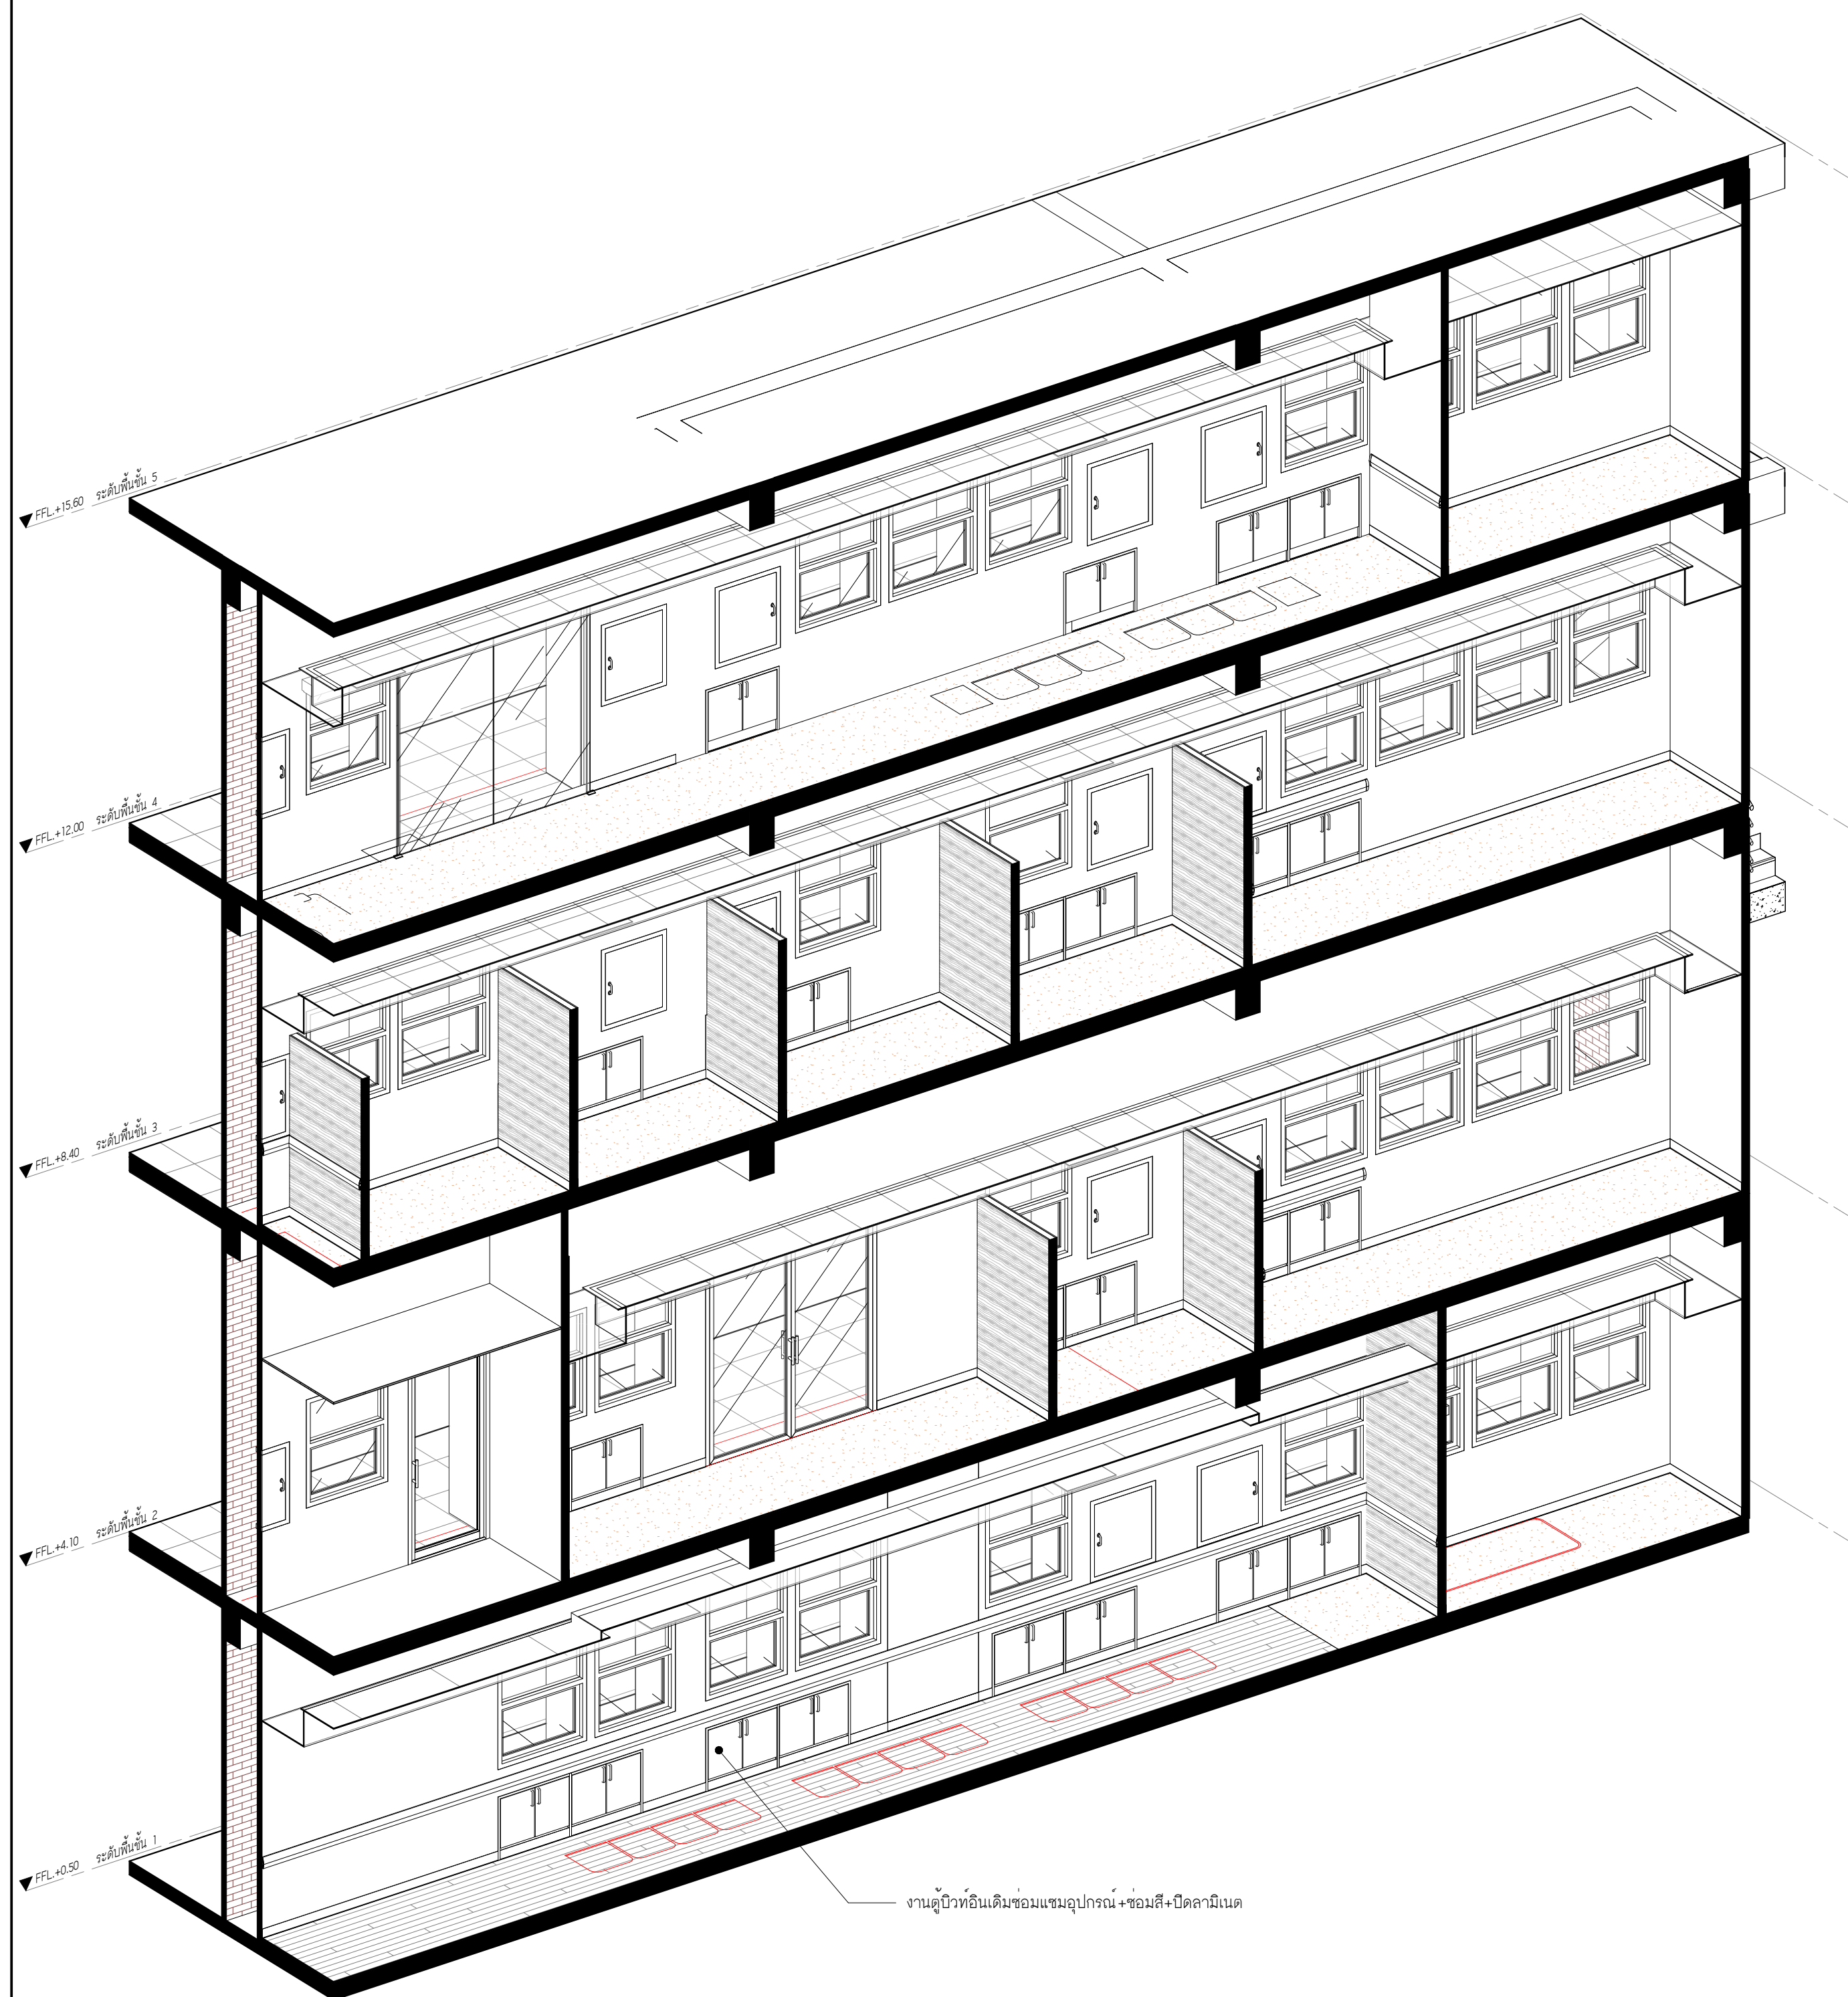 FFL.+15.60 ระดับพื้นชั้น 5
FFL.+12.00 ระดับพื้นชั้น 4
FFL.+8.40 ระดับพื้นชั้น 3
FFL.+4.10 ระดับพื้นชั้น 2
FFL.+0.50 ระดับพื้นชั้น 1
งานตู้บิวท์อินเดิมซ่อมแซมอุปกรณ์+ซ่อมสี+ปิดลามิเนต